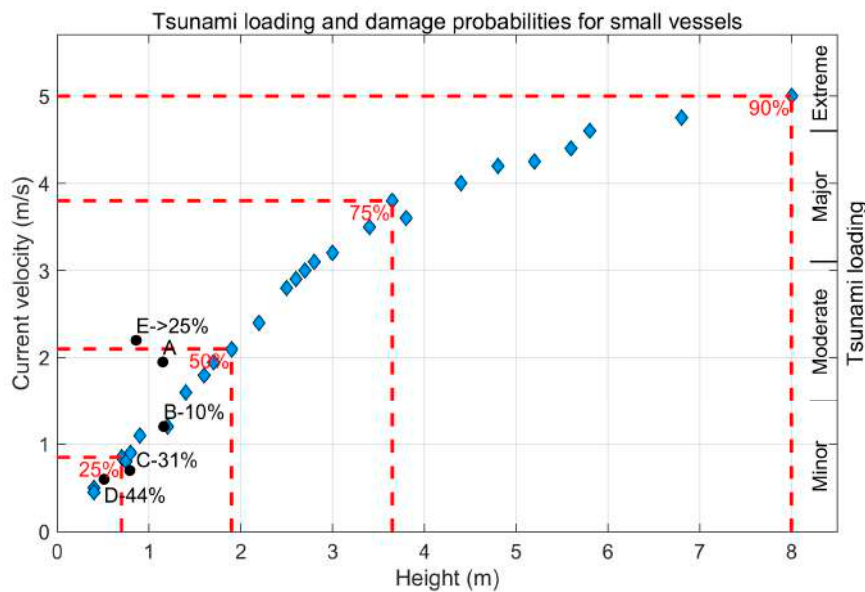 Tsunami loading and damage probabilities for small vessels
Current velocity (m/s)
5
4
3
2
1
0
90%
75%
E->25%
A
50%
B-10%
C-31%
25%
D-44%
Extreme
Major
Moderate
Minor
Tsunami loading
0 1 2 3 4 5 6 7 8
Height (m)